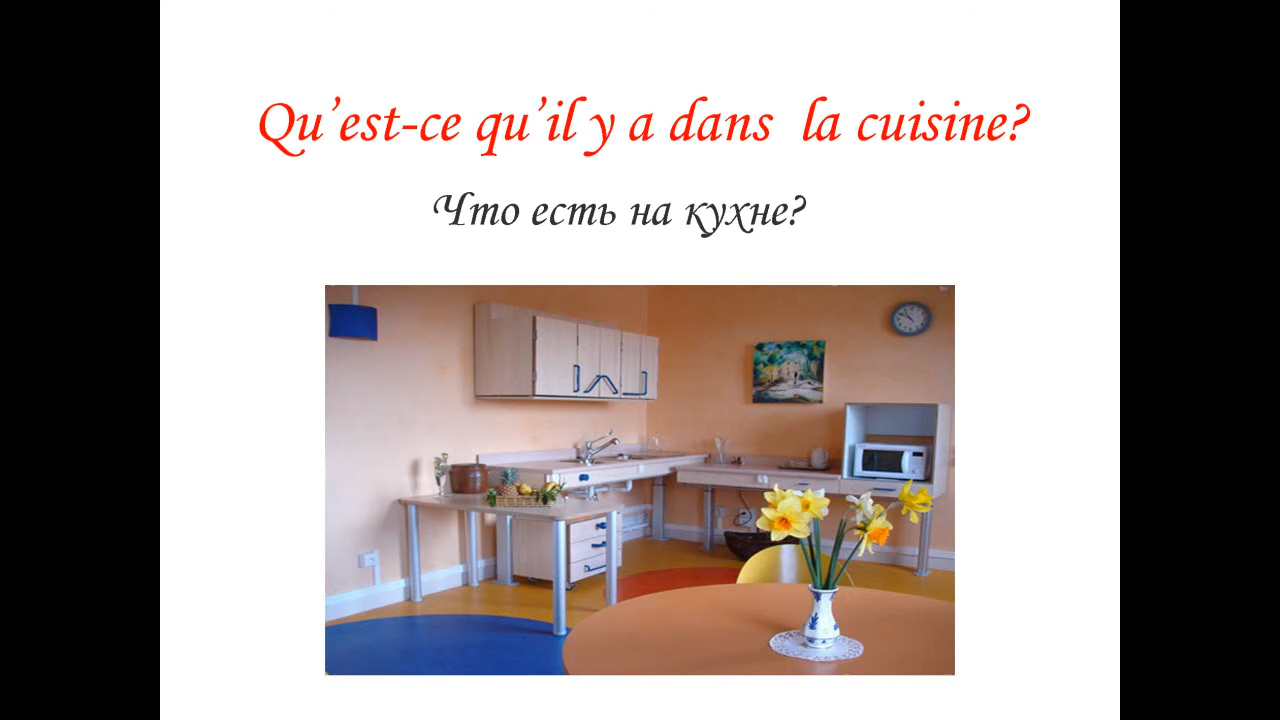 Qu’est-ce qu’il y a dans la cuisine?
Что есть на кухне?